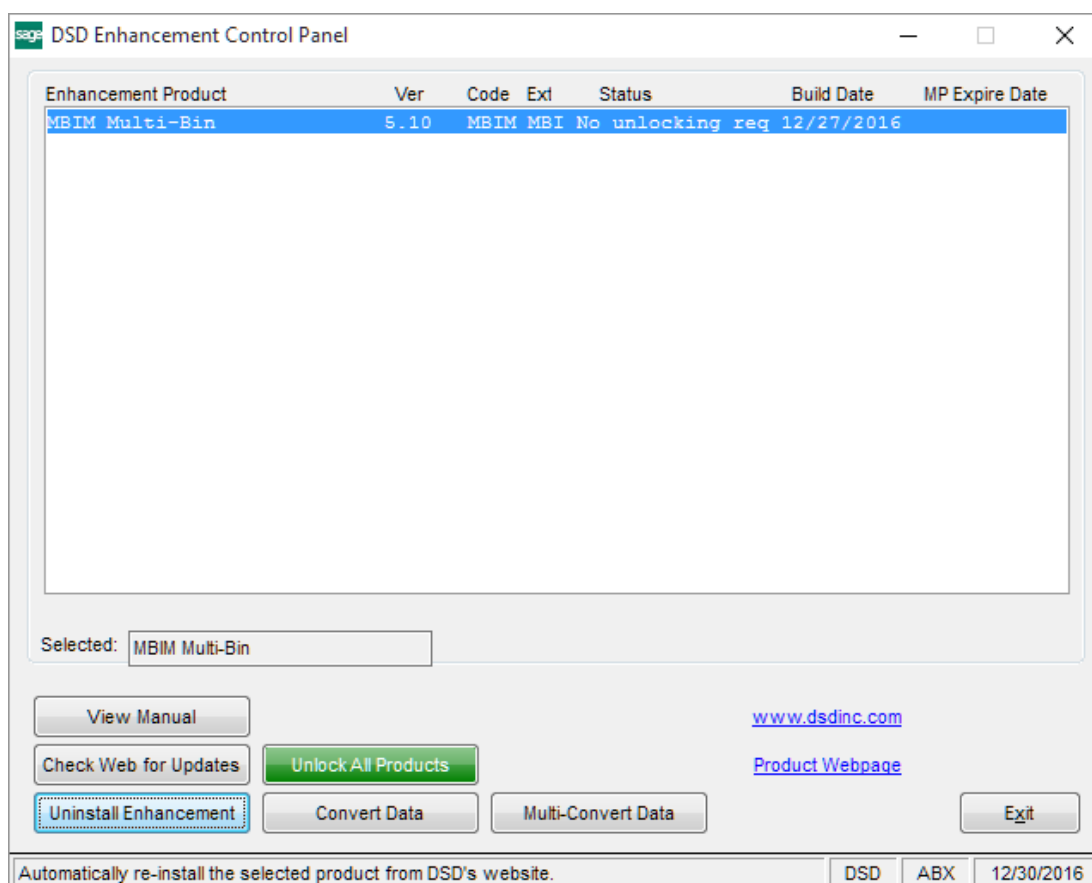 sage DSD Enhancement Control Panel
Enhancement Product Ver Code Ext Status Build Date MP Expire Date
MBIM Multi-Bin 5.10 MBIM MBI No unlocking req 12/27/2016
Selected: MBIM Multi-Bin
View Manual www.dsdinc.com
Check Web for Updates Unlock All Products Product Webpage
Uninstall Enhancement Convert Data Multi-Convert Data Exit
Automatically re-install the selected product from DSD's website. DSD ABX 12/30/2016